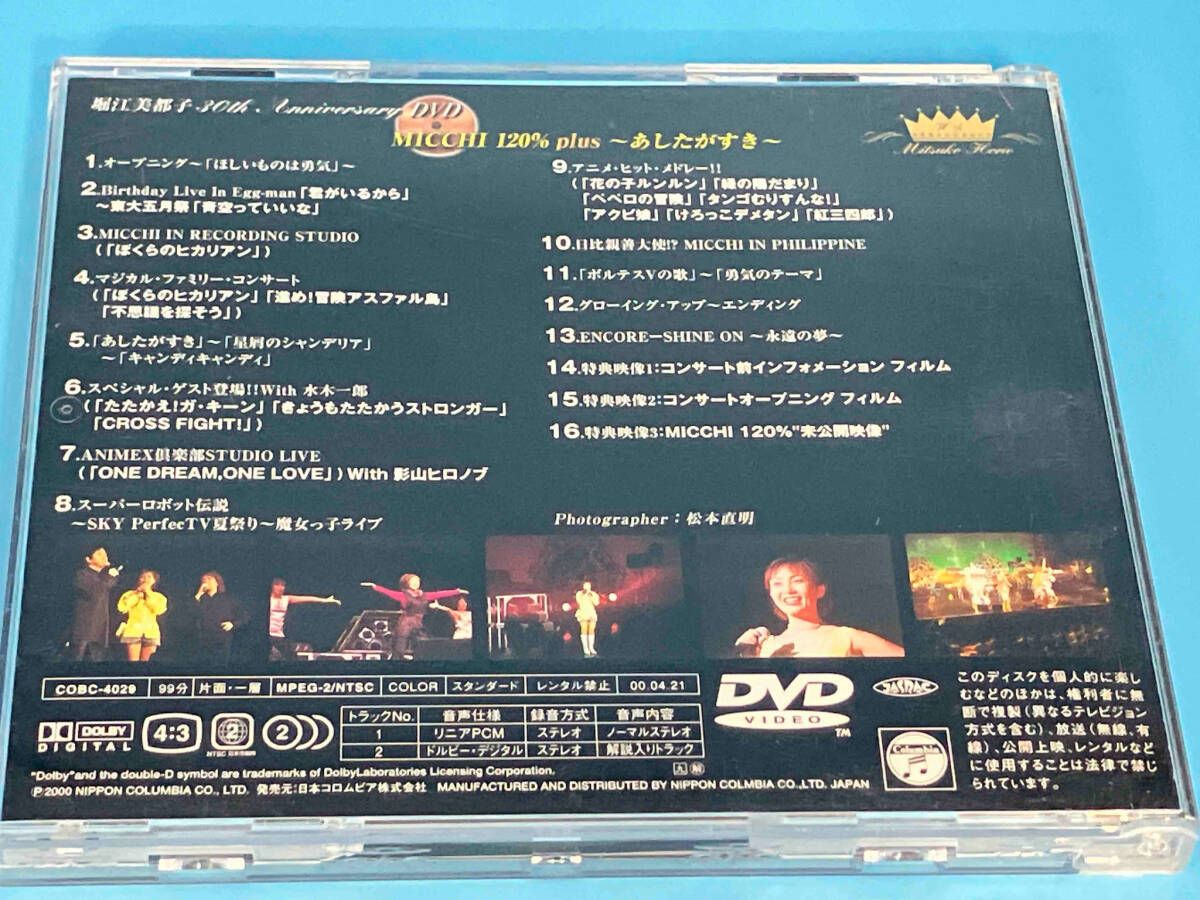 堀江美都子 30th Anniversary DVD
MICCHI 120% plus ～あしたがすき～
Mitsuko Horie
1.オープニング～「ほしいものは勇気」～
2.Birthday Live In Egg-man「君がいるから」
～東大五月祭「青空っていいな」
3.MICCHI IN RECORDING STUDIO
(「ぼくらのヒカリアン」)
4.マジカル・ファミリー・コンサート
(「ぼくらのヒカリアン」「進め!冒険アスファル島」
「不思議を探そう」)
5.「あしたがすき」～「星屑のシャンデリア」
～「キャンディキャンディ」
6.スペシャル・ゲスト登場!!With 水木一郎
(「たたかえ!ガ・キーン」「きょうもたたかうストロンガー」
「CROSS FIGHT!」)
7.ANIMEX倶楽部STUDIO LIVE
(「ONE DREAM,ONE LOVE」) With 影山ヒロノブ
8.スーパーロボット伝説
～SKY PerfecTV夏祭り～魔女っ子ライブ
9.アニメ・ヒット・メドレー!!
(「花の子ルンルン」「緑の陽だまり」
「ペペロの冒険」「タンゴむりすんな!」
「アクビ娘」「けろっこデメタン」「紅三四郎」)
10.日比親善大使!? MICCHI IN PHILIPPINE
11.「ボルテスVの歌」～「勇気のテーマ」
12.グローイング・アップ～エンディング
13.ENCORE－SHINE ON ～永遠の夢～
14.特典映像1:コンサート前インフォメーション フィルム
15.特典映像2:コンサートオープニング フィルム
16.特典映像3:MICCHI 120%"未公開映像"
Photographer : 松本直明
COBC-4029 99分 片面・一層 MPEG-2/NTSC COLOR スタンダード レンタル禁止 00.04.21
DOLBY DIGITAL 4:3 2 NTSC 日本市場向 2
トラックNo. 音声仕様 録音方式 音声内容
1 リニアPCM ステレオ ノーマルステレオ
2 ドルビー・デジタル ステレオ 解説入りトラック
DVD VIDEO TM
JASRAC
Columbia
このディスクを個人的に楽し
むなどのほかは、権利者に無
断で複製(異なるテレビジョン
方式を含む)、放送(無線、有
線)、公開上映、レンタルなど
に使用することは法律で禁じ
られています。
"Dolby"and the double-D symbol are trademarks of DolbyLaboratories Licensing Corporation.
Ⓟ2000 NIPPON COLUMBIA CO., LTD. 発売元:日本コロムビア株式会社 MANUFACTURED AND DISTRIBUTED BY NIPPON COLMBIA CO.,LTD. JAPAN